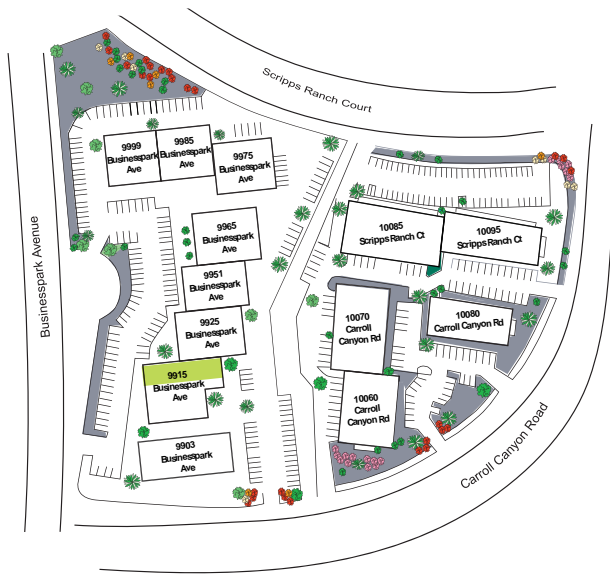 Scripps Ranch Court
9999
Businesspark
Ave
9985
Businesspark
Ave
9975
Businesspark
Ave
9965
Businesspark
Ave
9951
Businesspark
Ave
9925
Businesspark
Ave
9915
Businesspark
Ave
9903
Businesspark
Ave
Businesspark Avenue
10085
Scripps Ranch Ct
10095
Scripps Ranch Ct
10070
Carroll
Canyon Rd
10080
Carroll Canyon Rd
10060
Carroll
Canyon Rd
Carroll Canyon Road